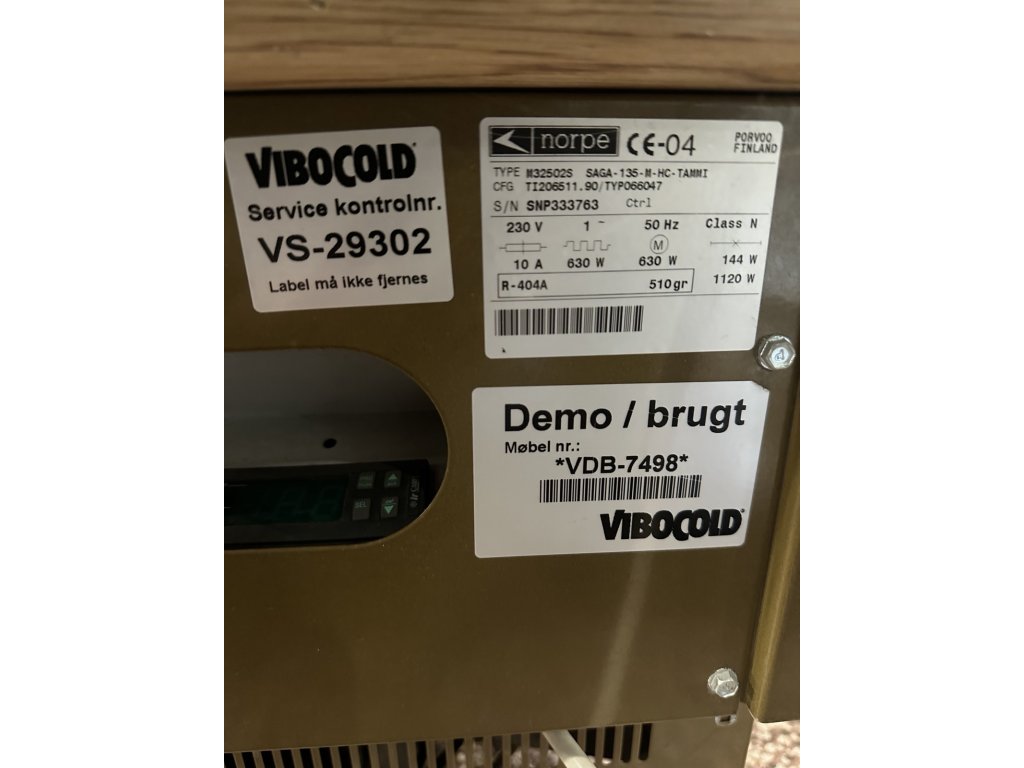 VIBOCOLD
Service kontrolnr.
VS-29302
Label må ikke fjernes
norpe CE-04 PORVOO
FINLAND
TYPE M32502S SAGA-135-M-HC-TAMMI
CFG TI206511.90/TYP066047
S/N SNP333763 Ctrl
230 V 1 ~ 50 Hz Class N
M
10 A 630 W 630 W 144 W
R-404A 510gr 1120 W
Demo / brugt
Møbel nr.:
*VDB-7498*
VIBOCOLD
SEL